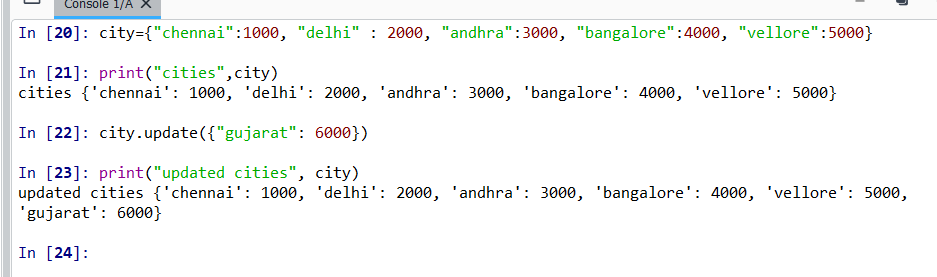 Console 1/A ✕
In [20]: city={"chennai":1000, "delhi" : 2000, "andhra":3000, "bangalore":4000, "vellore":5000}
In [21]: print("cities",city)
cities {'chennai': 1000, 'delhi': 2000, 'andhra': 3000, 'bangalore': 4000, 'vellore': 5000}
In [22]: city.update({"gujarat": 6000})
In [23]: print("updated cities", city)
updated cities {'chennai': 1000, 'delhi': 2000, 'andhra': 3000, 'bangalore': 4000, 'vellore': 5000,
'gujarat': 6000}
In [24]: